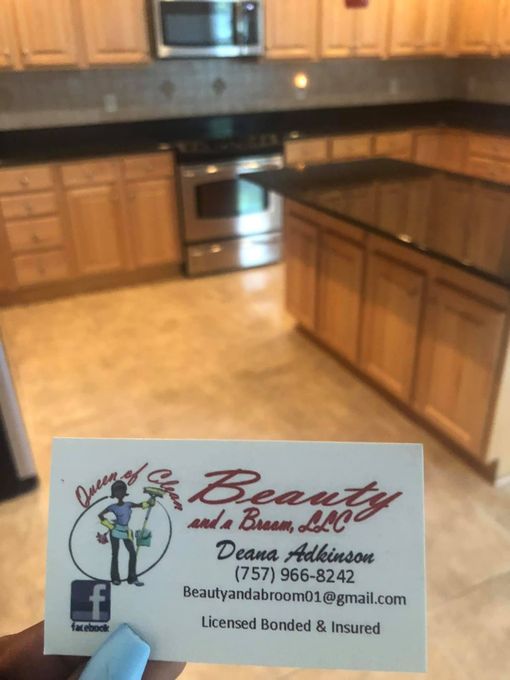 Queen of Clean
Beauty
and a Broom, LLC
Deana Adkinson
(757) 966-8242
Beautyandabroom01@gmail.com
Licensed Bonded & Insured
f
facebook